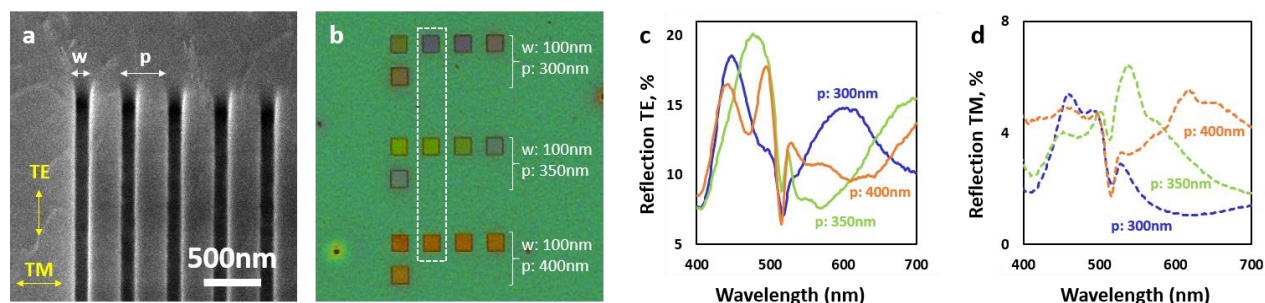 a
w
p
TE
TM
500nm
b
w: 100nm
p: 300nm
w: 100nm
p: 350nm
w: 100nm
p: 400nm
c
Reflection TE, %
20
15
10
5
p: 300nm
p: 400nm
p: 350nm
400
500
600
700
Wavelength (nm)
d
Reflection TM, %
8
4
0
p: 400nm
p: 350nm
p: 300nm
400
500
600
700
Wavelength (nm)